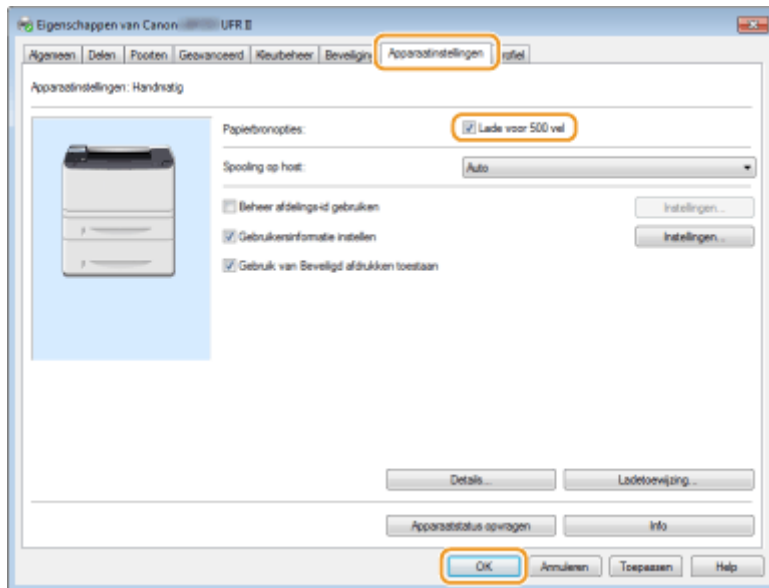 Eigenschappen van Canon UFR II
Algemeen Delen Poorten Geavanceerd Kleurbeheer Beveiliging Apparaatinstellingen rofiel
Apparaatinstellingen: Handmatig
Papierbronopties: Lade voor 500 vel
Spooling op host: Auto
Beheer afdelings-id gebruiken Instellingen...
Gebruikersinformatie instellen Instellingen...
Gebruik van Beveiligd afdrukken toestaan
Details... Ladetoewijzing...
Apparaatstatus opvragen Info
OK Annuleren Toepassen Help